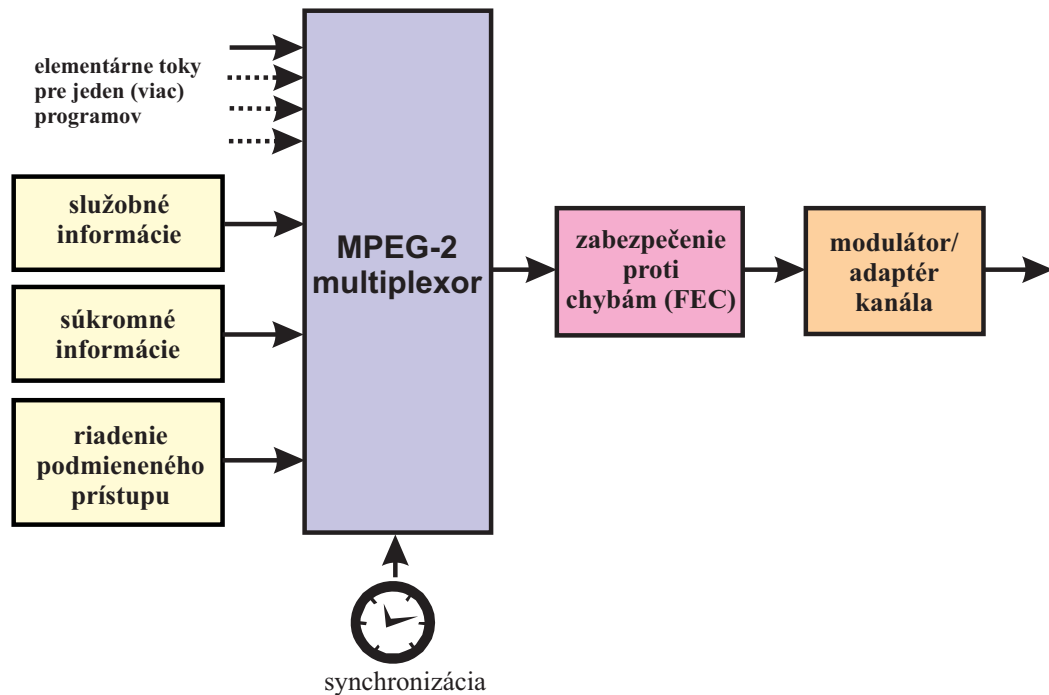 elementárne toky
pre jeden (viac)
programov
služobné
informácie
súkromné
informácie
riadenie
podmieneného
prístupu
MPEG-2
multiplexor
zabezpečenie
proti
chybám (FEC)
modulátor/
adaptér
kanála
synchronizácia